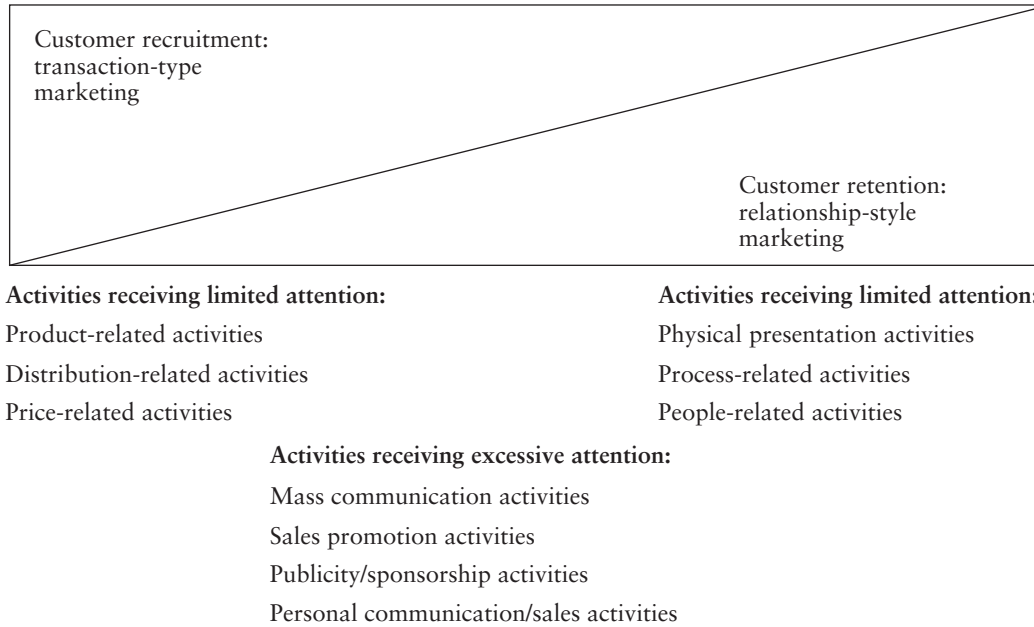 Customer recruitment:
transaction-type
marketing
Customer retention:
relationship-style
marketing
Activities receiving limited attention:
Product-related activities
Distribution-related activities
Price-related activities
Activities receiving limited attention:
Physical presentation activities
Process-related activities
People-related activities
Activities receiving excessive attention:
Mass communication activities
Sales promotion activities
Publicity/sponsorship activities
Personal communication/sales activities